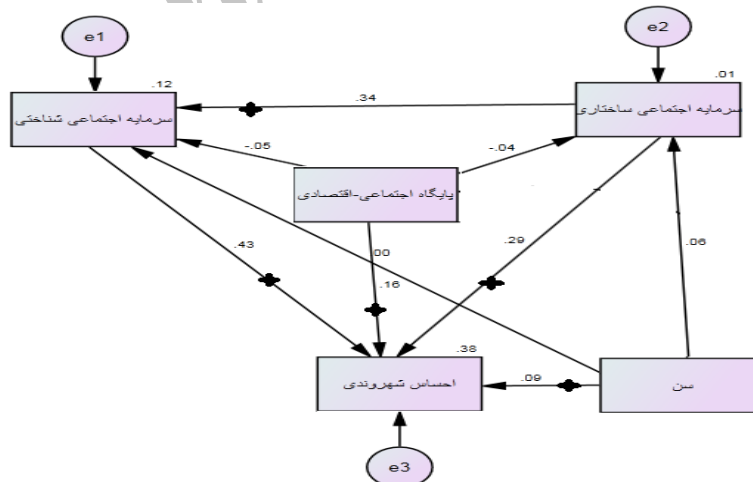 e1
e2
.12
.01
سرمایه اجتماعی شناختی
.34
سرمایه اجتماعی ساختاری
-.05
-.04
پایگاه اجتماعی-اقتصادی
.43
.00
.16
.29
.06
.38
احساس شهروندی
.09
سن
e3